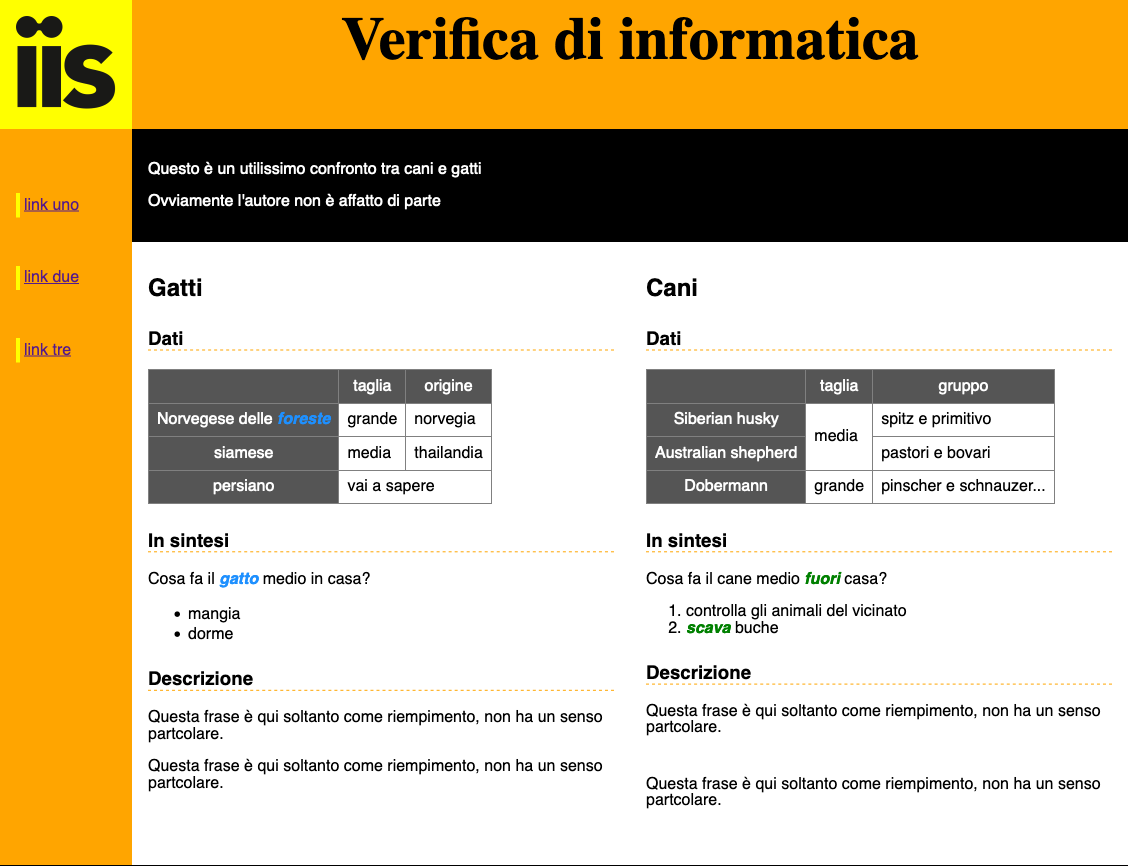 iis
Verifica di informatica
Questo è un utilissimo confronto tra cani e gatti
Ovviamente l'autore non è affatto di parte
link uno
link due
link tre
Gatti
Dati
taglia origine
Norvegese delle foreste grande norvegia
siamese media thailandia
persiano vai a sapere
In sintesi
Cosa fa il gatto medio in casa?
• mangia
• dorme
Descrizione
Questa frase è qui soltanto come riempimento, non ha un senso
partcolare.
Questa frase è qui soltanto come riempimento, non ha un senso
partcolare.
Cani
Dati
taglia gruppo
Siberian husky media spitz e primitivo
Australian shepherd pastori e bovari
Dobermann grande pinscher e schnauzer...
In sintesi
Cosa fa il cane medio fuori casa?
1. controlla gli animali del vicinato
2. scava buche
Descrizione
Questa frase è qui soltanto come riempimento, non ha un senso
partcolare.
Questa frase è qui soltanto come riempimento, non ha un senso
partcolare.